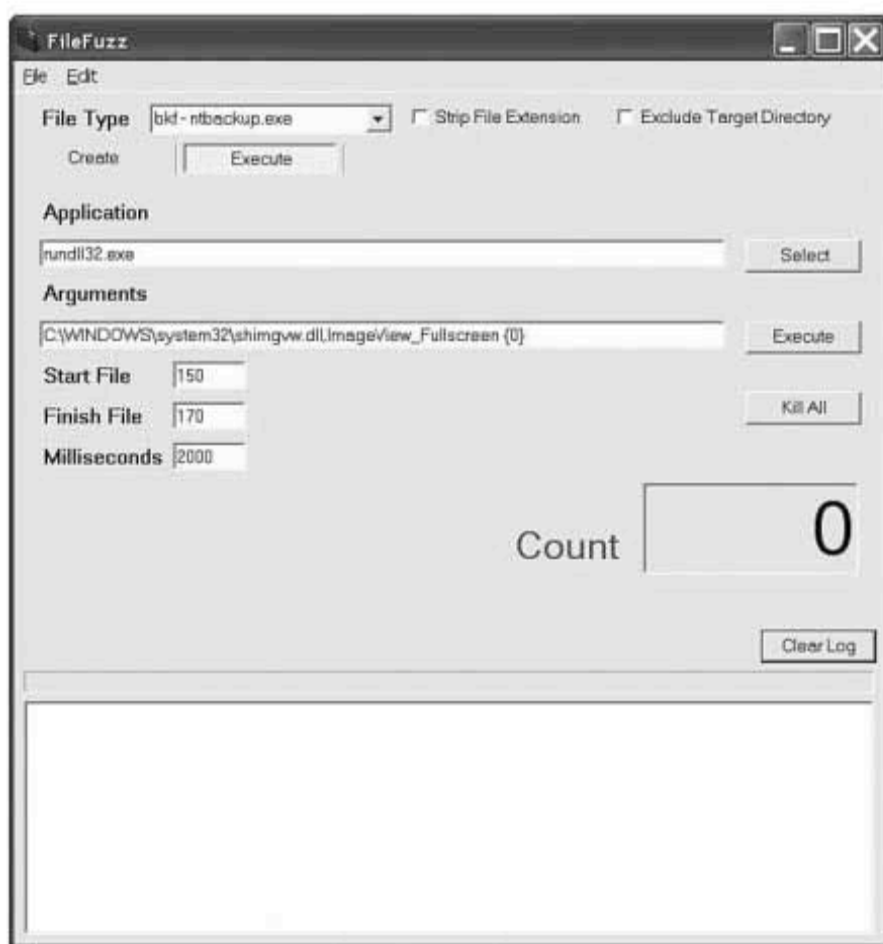 FileFuzz
File Edit
File Type bkf - ntbackup.exe Strip File Extension Exclude Target Directory
Create Execute
Application
rundll32.exe Select
Arguments
C:\WINDOWS\system32\shimgvw.dll,ImageView_Fullscreen {0} Execute
Start File 150
Finish File 170 Kill All
Milliseconds 2000
Count 0
Clear Log